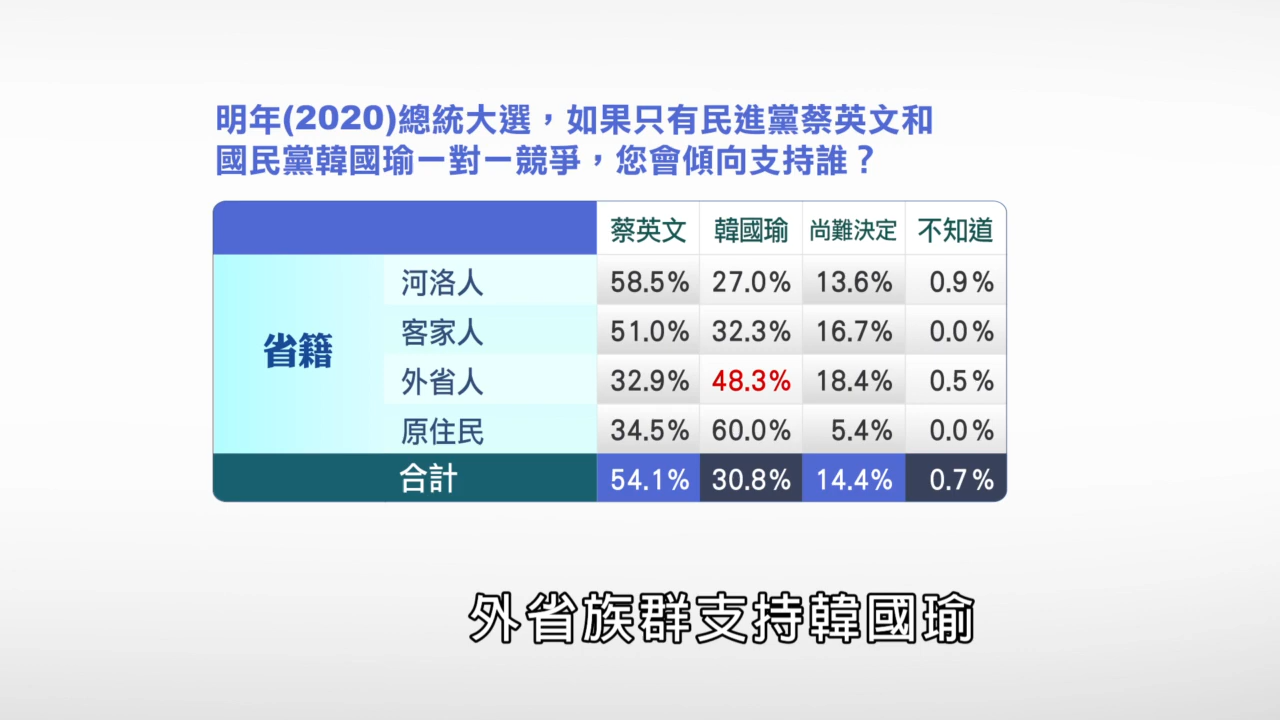 明年(2020)總統大選，如果只有民進黨蔡英文和
國民黨韓國瑜一對一競爭，您會傾向支持誰？
蔡英文 韓國瑜 尚難決定 不知道
省籍
河洛人 58.5% 27.0% 13.6% 0.9%
客家人 51.0% 32.3% 16.7% 0.0%
外省人 32.9% 48.3% 18.4% 0.5%
原住民 34.5% 60.0% 5.4% 0.0%
合計 54.1% 30.8% 14.4% 0.7%
外省族群支持韓國瑜